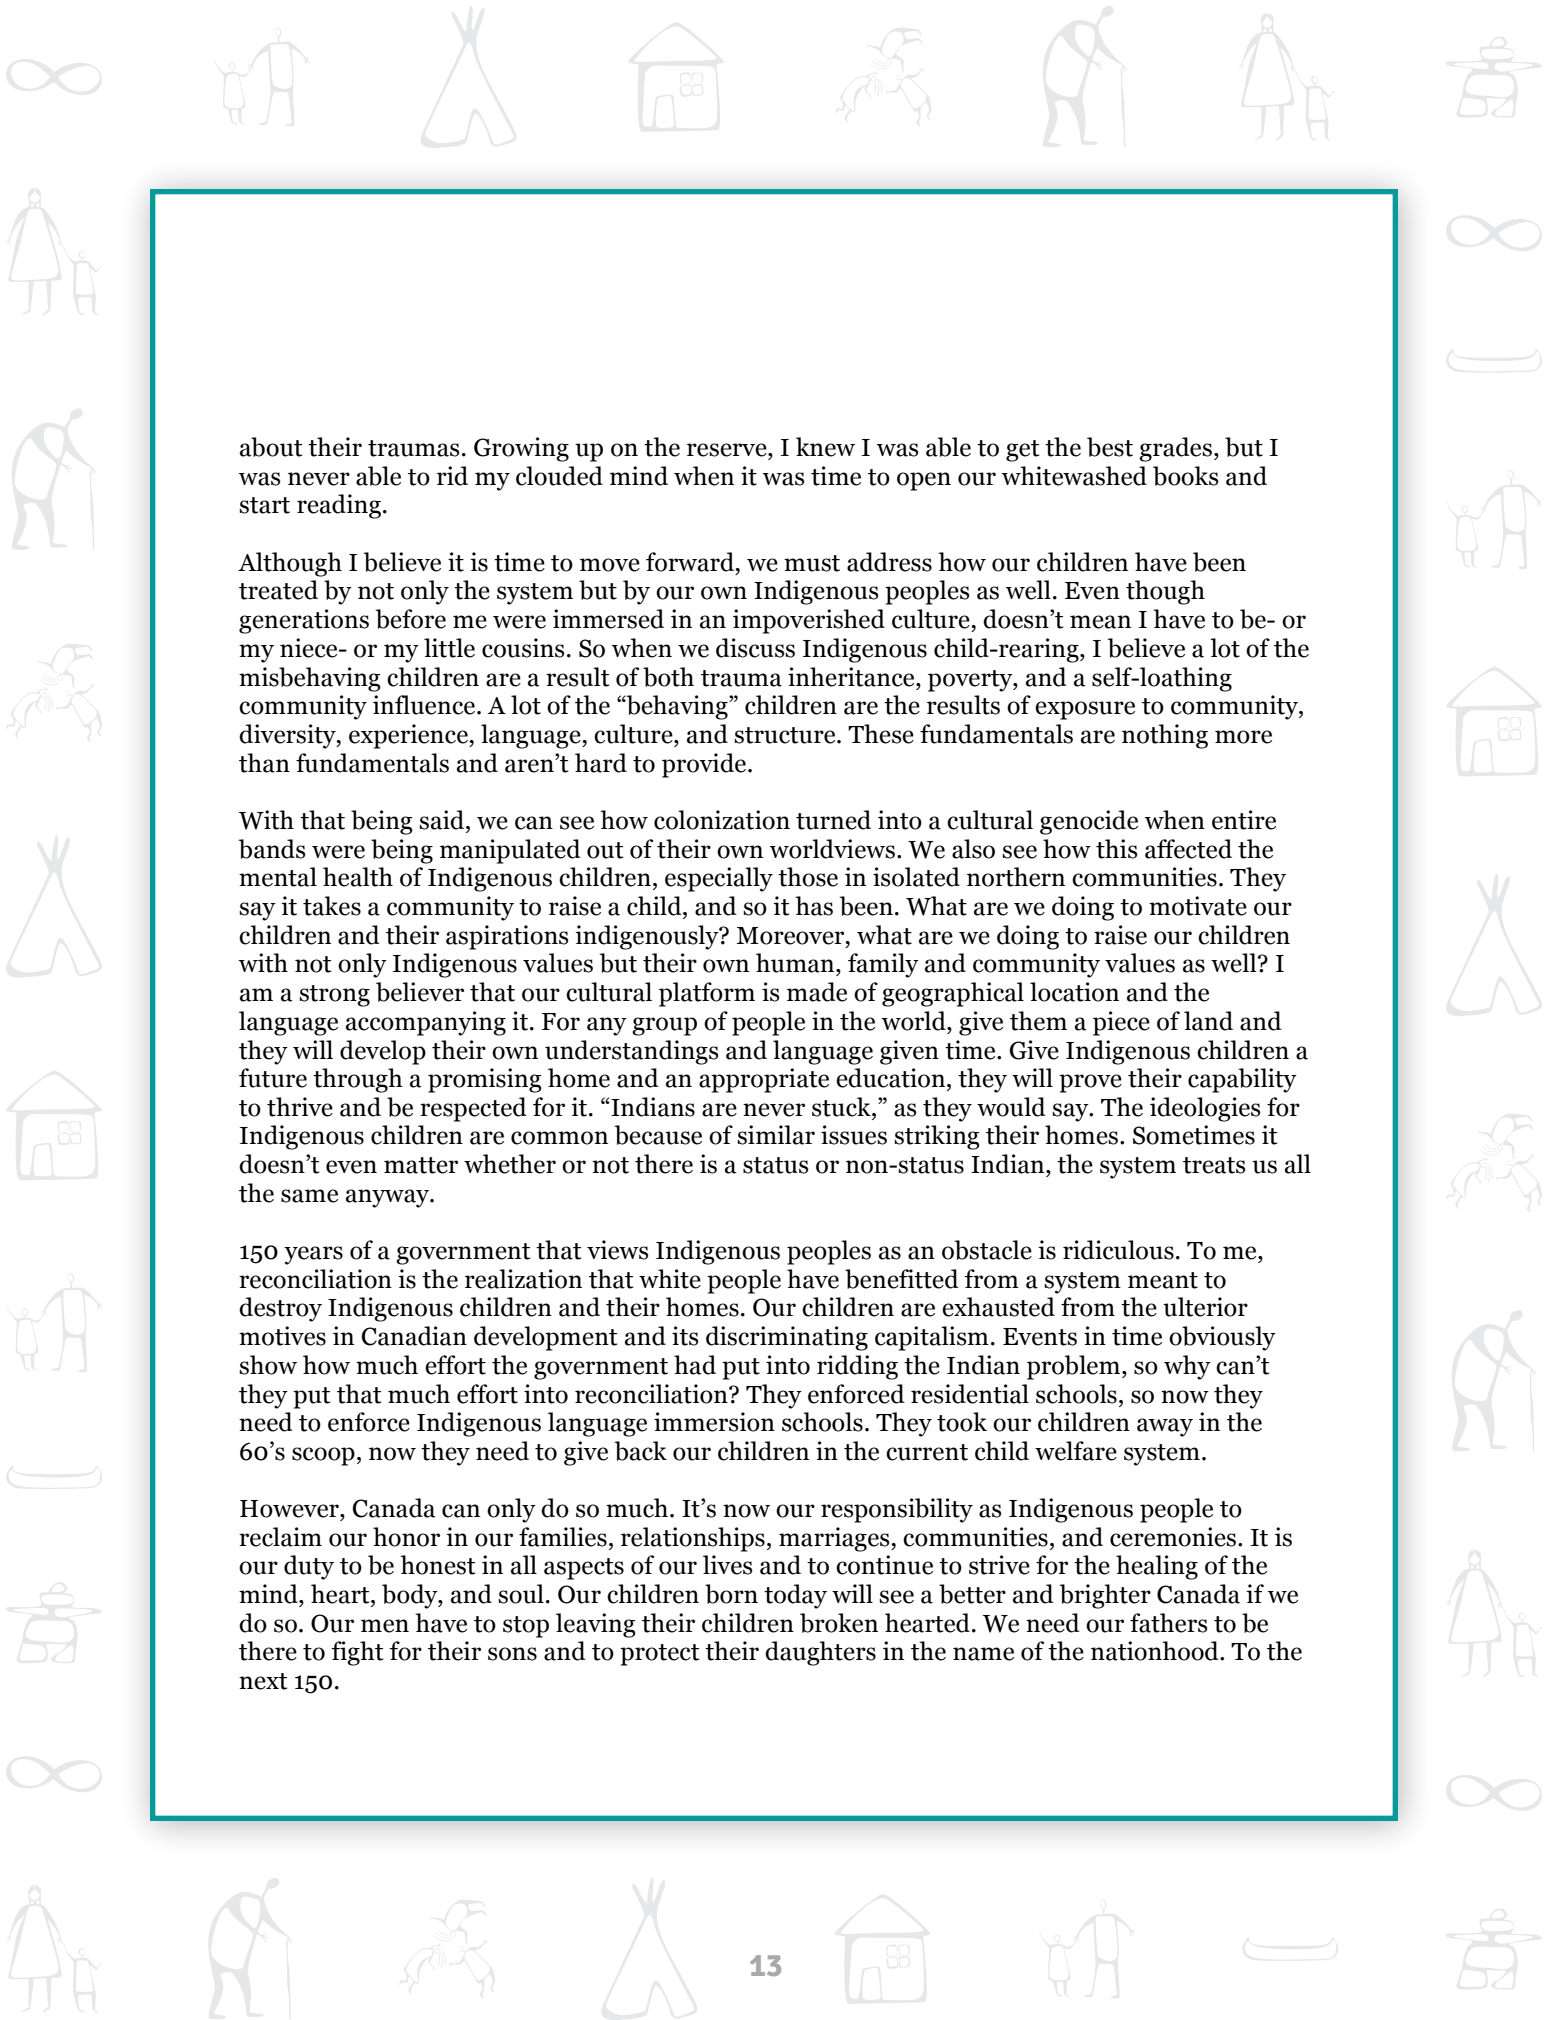 about their traumas. Growing up on the reserve, I knew I was able to get the best grades, but I
was never able to rid my clouded mind when it was time to open our whitewashed books and
start reading.
Although I believe it is time to move forward, we must address how our children have been
treated by not only the system but by our own Indigenous peoples as well. Even though
generations before me were immersed in an impoverished culture, doesn’t mean I have to be- or
my niece- or my little cousins. So when we discuss Indigenous child-rearing, I believe a lot of the
misbehaving children are a result of both trauma inheritance, poverty, and a self-loathing
community influence. A lot of the “behaving” children are the results of exposure to community,
diversity, experience, language, culture, and structure. These fundamentals are nothing more
than fundamentals and aren’t hard to provide.
With that being said, we can see how colonization turned into a cultural genocide when entire
bands were being manipulated out of their own worldviews. We also see how this affected the
mental health of Indigenous children, especially those in isolated northern communities. They
say it takes a community to raise a child, and so it has been. What are we doing to motivate our
children and their aspirations indigenously? Moreover, what are we doing to raise our children
with not only Indigenous values but their own human, family and community values as well? I
am a strong believer that our cultural platform is made of geographical location and the
language accompanying it. For any group of people in the world, give them a piece of land and
they will develop their own understandings and language given time. Give Indigenous children a
future through a promising home and an appropriate education, they will prove their capability
to thrive and be respected for it. “Indians are never stuck,” as they would say. The ideologies for
Indigenous children are common because of similar issues striking their homes. Sometimes it
doesn’t even matter whether or not there is a status or non-status Indian, the system treats us all
the same anyway.
150 years of a government that views Indigenous peoples as an obstacle is ridiculous. To me,
reconciliation is the realization that white people have benefitted from a system meant to
destroy Indigenous children and their homes. Our children are exhausted from the ulterior
motives in Canadian development and its discriminating capitalism. Events in time obviously
show how much effort the government had put into ridding the Indian problem, so why can’t
they put that much effort into reconciliation? They enforced residential schools, so now they
need to enforce Indigenous language immersion schools. They took our children away in the
60’s scoop, now they need to give back our children in the current child welfare system.
However, Canada can only do so much. It’s now our responsibility as Indigenous people to
reclaim our honor in our families, relationships, marriages, communities, and ceremonies. It is
our duty to be honest in all aspects of our lives and to continue to strive for the healing of the
mind, heart, body, and soul. Our children born today will see a better and brighter Canada if we
do so. Our men have to stop leaving their children broken hearted. We need our fathers to be
there to fight for their sons and to protect their daughters in the name of the nationhood. To the
next 150.
13